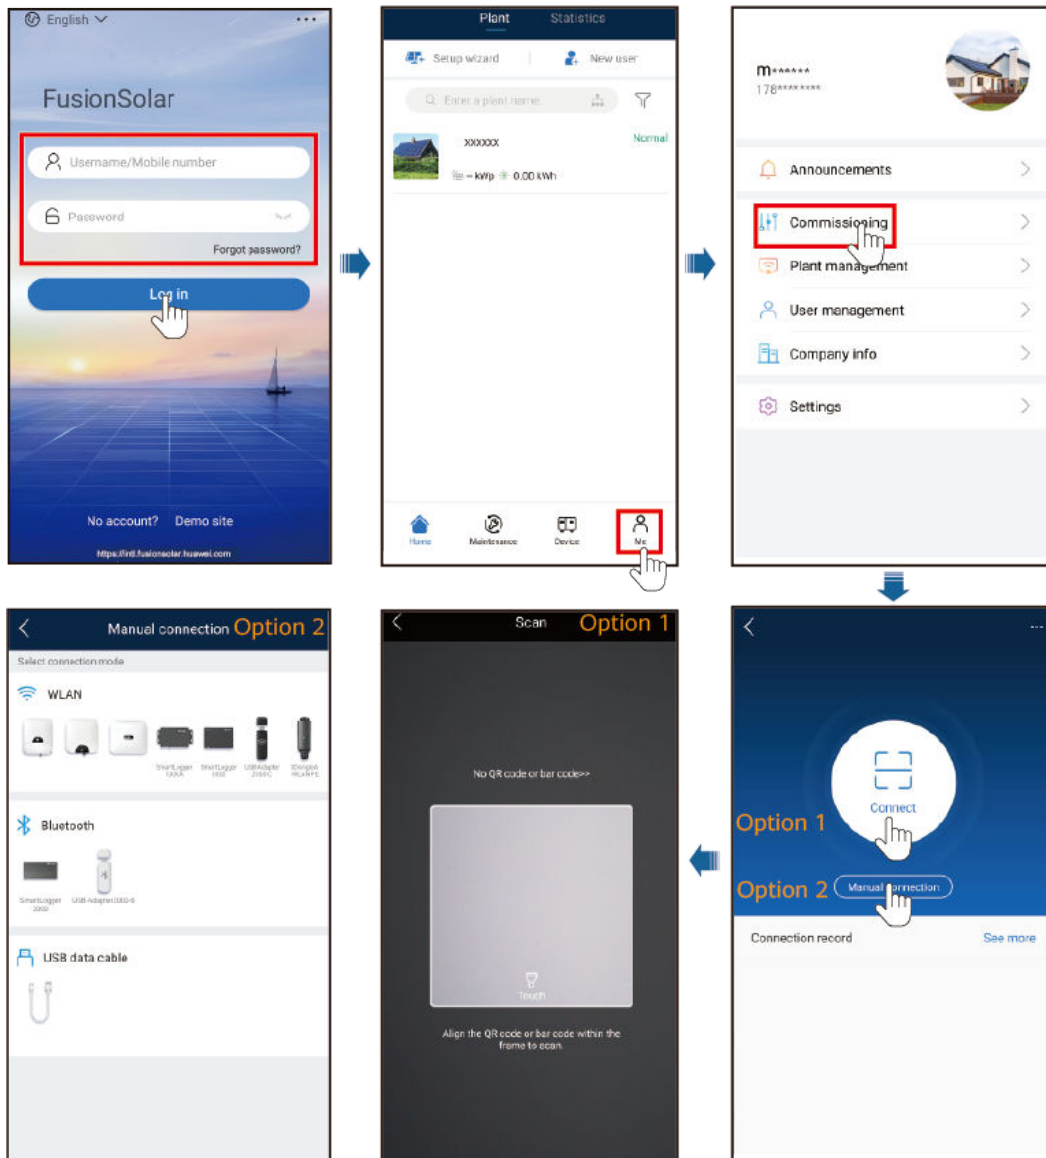 English
...
FusionSolar
Username/Mobile number
Password
Forgot password?
Log in
No account? Demo site
https://intl.fusionsolar.huawei.com
Plant Statistics
Setup wizard New user
Enter a plant name
xxxxxx Normal
-- kWp 0.00 kWh
Home Maintenance Device Me
m******
178********
Announcements
Commissioning
Plant management
User management
Company info
Settings
Manual connection Option 2
Select connection mode
WLAN
SmartLogger SmartLogger USB-Adapter
2000-C
Bluetooth
SmartLogger USB-Adapter2000-B
USB data cable
Scan Option 1
No QR code or bar code>>
Touch
Align the QR code or bar code within the
frame to scan.
...
Connect
Option 1
Option 2 Manual connection
Connection record See more